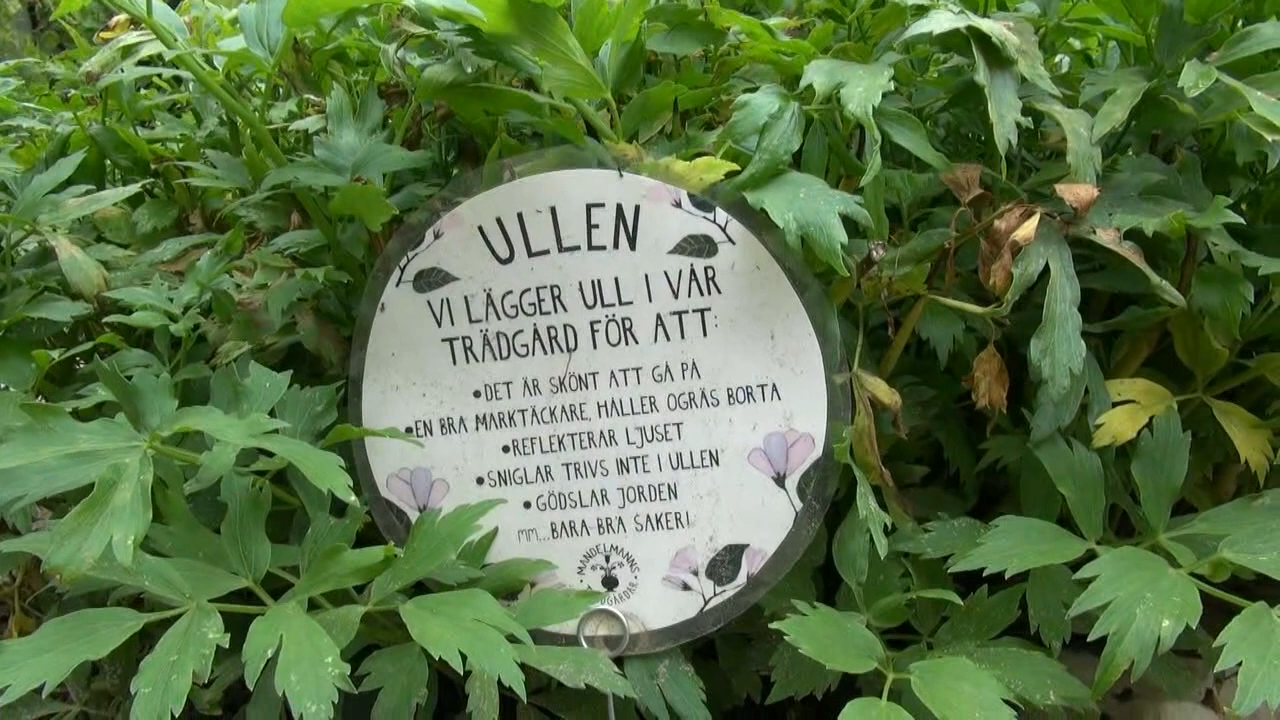 ULLEN
VI LÄGGER ULL I VÅR
TRÄDGÅRD FÖR ATT:
•DET ÄR SKÖNT ATT GÅ PÅ
•EN BRA MARKTÄCKARE, HÅLLER OGRÄS BORTA
•REFLEKTERAR LJUSET
•SNIGLAR TRIVS INTE I ULLEN
•GÖDSLAR JORDEN
mm...BARA BRA SAKER!
MANDELMANNS